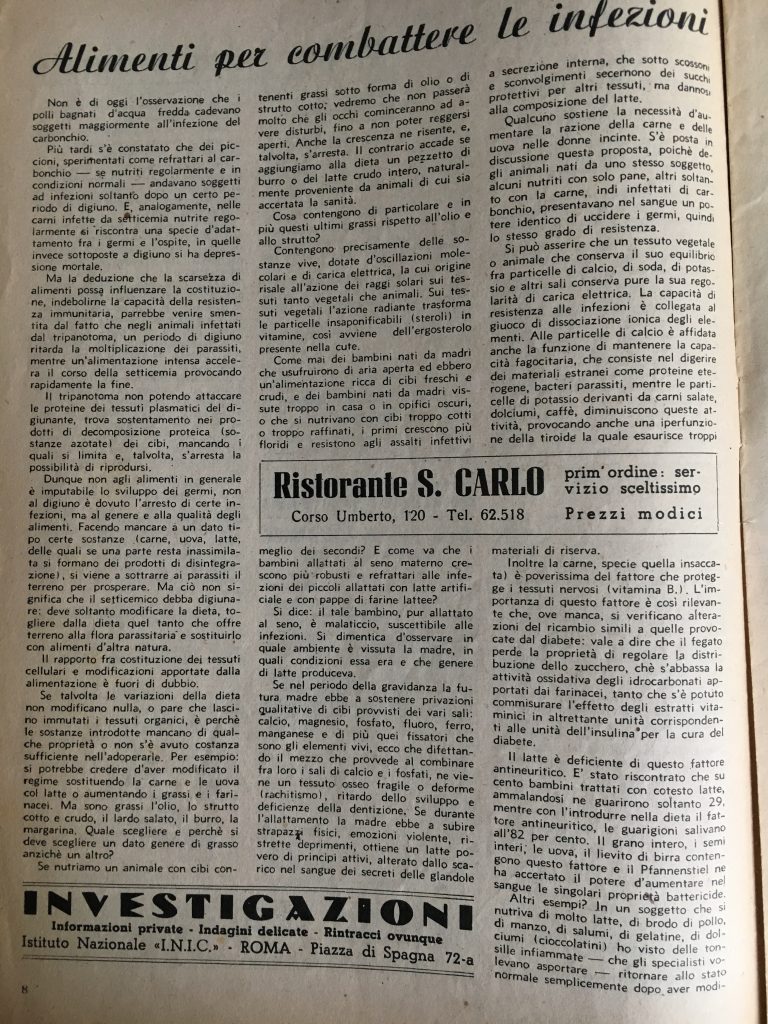 Alimenti per combattere le infezioni
Non è di oggi l'osservazione che i
polli bagnati d'acqua fredda cadevano
soggetti maggiormente all'infezione del
carbonchio.
Più tardi s'è constatato che dei pic-
cioni, sperimentati come refrattari al car-
bonchio — se nutriti regolarmente e in
condizioni normali — andavano soggetti
ad infezioni soltanto dopo un certo pe-
riodo di digiuno. E, analogamente, nelle
carni infette da setticemia nutrite rego-
larmente si riscontra una specie d'adat-
tamento fra i germi e l'ospite, in quelle
invece sottoposte a digiuno si ha depres-
sione mortale.
Ma la deduzione che la scarsezza di
alimenti possa influenzare la costituzio-
ne, indebolirne la capacità della resisten-
za immunitaria, parrebbe venire smen-
tita dal fatto che negli animali infettati
dal tripanotoma, un periodo di digiuno
ritarda la moltiplicazione dei parassiti,
mentre un'alimentazione intensa accele-
ra il corso della setticemia provocando
rapidamente la fine.
Il tripanotoma non potendo attaccare
le proteine dei tessuti plasmatici del di-
giunante, trova sostentamento nei pro-
dotti di decomposizione proteica (so-
stanze azotate) dei cibi, mancando i
quali si limita e, talvolta, s'arresta la
possibilità di riprodursi.
Dunque non agli alimenti in generale
è imputabile lo sviluppo dei germi, non
al digiuno è dovuto l'arresto di certe in-
fezioni, ma al genere e alla qualità degli
alimenti. Facendo mancare a un dato ti-
po certe sostanze (carne, uova, latte,
delle quali se una parte resta inassimila-
ta si formano dei prodotti di disintegra-
zione), si viene a sottrarre ai parassiti il
terreno per prosperare. Ma ciò non si-
gnifica che il setticemico debba digiuna-
re: deve soltanto modificare la dieta, to-
gliere dalla dieta quel tanto che offre
terreno alla flora parassitaria e sostituirlo
con alimenti d'altra natura.
Il rapporto fra costituzione dei tessuti
cellulari e modificazioni apportate dalla
alimentazione è fuori di dubbio.
Se talvolta le variazioni della dieta
non modificano nulla, o pare che lasci-
no immutati i tessuti organici, è perchè
le sostanze introdotte mancano di qual-
che proprietà o non s'è avuto costanza
sufficiente nell'adoperarle. Per esempio:
si potrebbe credere d'aver modificato il
regime sostituendo la carne e le uova
col latte o aumentando i grassi e i fari-
nacei. Ma sono grassi l'olio, lo strutto
cotto e crudo, il lardo salato, il burro, la
margarina. Quale scegliere e perchè si
deve scegliere un dato genere di grasso
anzichè un altro?
Se nutriamo un animale con cibi con-
tenenti grassi sotto forma di olio o di
strutto cotto, vedremo che non passerà
molto che gli occhi cominceranno ad a-
vere disturbi, fino a non poter reggersi
aperti. Anche la crescenza ne risente, e,
talvolta, s'arresta. Il contrario accade se
aggiungiamo alla dieta un pezzetto di
burro o del latte crudo intero, natural-
mente proveniente da animali di cui sia
accertata la sanità.
Cosa contengono di particolare e in
più questi ultimi grassi rispetto all'olio e
allo strutto?
Contengono precisamente delle so-
stanze vive, dotate d'oscillazioni mole-
colari e di carica elettrica, la cui origine
risale all'azione dei raggi solari sui tes-
suti tanto vegetali che animali. Sui tes-
suti vegetali l'azione radiante trasforma
le particelle insaponificabili (steroli) in
vitamine, così avviene dell'ergosterolo
presente nella cute.
Come mai dei bambini nati da madri
che usufruirono di aria aperta ed ebbero
un'alimentazione ricca di cibi freschi e
crudi, e dei bambini nati da madri vis-
sute troppo in casa o in opifici oscuri,
o che si nutrivano con cibi troppo cotti
o troppo raffinati, i primi crescono più
floridi e resistono agli assalti infettivi
a secrezione interna, che sotto scossoni
e sconvolgimenti secernono dei succhi
protettivi per altri tessuti, ma dannosi
alla composizione del latte.
Qualcuno sostiene la necessità d'au-
mentare la razione della carne e delle
uova nelle donne incinte. S'è posta in
discussione questa proposta, poichè de-
gli animali nati da uno stesso soggetto,
alcuni nutriti con solo pane, altri soltan-
to con la carne, indi infettati di car-
bonchio, presentavano nel sangue un po-
tere identico di uccidere i germi, quindi
lo stesso grado di resistenza.
Si può asserire che un tessuto vegetale
o animale che conserva il suo equilibrio
fra particelle di calcio, di soda, di potas-
sio e altri sali conserva pure la sua rego-
larità di carica elettrica. La capacità di
resistenza alle infezioni è collegata al
giuoco di dissociazione ionica degli ele-
menti. Alle particelle di calcio è affidata
anche la funzione di mantenere la capa-
cità fagocitaria, che consiste nel digerire
dei materiali estranei come proteine ete-
rogene, bacteri parassiti, mentre le parti-
celle di potassio derivanti da carni salate,
dolciumi, caffè, diminuiscono queste at-
tività, provocando anche una iperfunzio-
ne della tiroide la quale esaurisce troppi
Ristorante S. CARLO
prim'ordine: ser-
vizio sceltissimo
Corso Umberto, 120 - Tel. 62.518
Prezzi modici
meglio dei secondi? E come va che i
bambini allattati al seno materno cre-
scono più robusti e refrattari alle infe-
zioni dei piccoli allattati con latte artifi-
ciale e con pappe di farine lattee?
Si dice: il tale bambino, pur allattato
al seno, è malaticcio, suscettibile alle
infezioni. Si dimentica d'osservare in
quale ambiente è vissuta la madre, in
quali condizioni essa era e che genere
di latte produceva.
Se nel periodo della gravidanza la fu-
tura madre ebbe a sostenere privazioni
qualitative di cibi provvisti dei vari sali:
calcio, magnesio, fosfato, fluoro, ferro,
manganese e di più quei fissatori che
sono gli elementi vivi, ecco che difettan-
do il mezzo che provvede al combinare
fra loro i sali di calcio e i fosfati, ne vie-
ne un tessuto osseo fragile o deforme
(rachitismo), ritardo dello sviluppo e
deficienze della dentizione. Se durante
l'allattamento la madre ebbe a subire
strapazzi fisici, emozioni violente, ri-
strette deprimenti, ottiene un latte po-
vero di principi attivi, alterato dallo sca-
rico nel sangue dei secreti delle glandole
materiali di riserva.
Inoltre la carne, specie quella insacca-
ta) è poverissima del fattore che protegge
i tessuti nervosi (vitamina B.). L'im-
portanza di questo fattore è così rilevan-
te che, ove manca, si verificano altera-
zioni del ricambio simili a quelle provo-
cate dal diabete: vale a dire che il fegato
perde la proprietà di regolare la distri-
buzione dello zucchero, chè s'abbassa la
attività ossidativa degli idrocarbonati ap-
portati dai farinacei, tanto che s'è potuto
commisurare l'effetto degli estratti vita-
minici in altrettante unità corrisponden-
ti alle unità dell'insulina per la cura del
diabete.
Il latte è deficiente di questo fattore
antineuritico. E' stato riscontrato che su
cento bambini trattati con cotesto latte,
ammalandosi ne guarirono soltanto 29,
mentre con l'introdurre nella dieta il fat-
tore antineuritico, le guarigioni salivano
all'82 per cento. Il grano intero, i semi
interi, le uova, il lievito di birra conten-
gono questo fattore e il Pfannenstiel ne
ha accertato il potere d'aumentare nel
sangue le singolari proprietà battericide.
Altri esempi? In un soggetto che si
nutriva di molto latte, di brodo di pollo,
di manzo, di salumi, di gelatine, di dol-
ciumi (cioccolatini) ho visto delle ton-
sille infiammate — che gli specialisti vo-
levano asportare — ritornare allo stato
normale semplicemente dopo aver modi-
INVESTIGAZIONI
Informazioni private - Indagini delicate - Rintracci ovunque
Istituto Nazionale «I.N.I.C.» - ROMA - Piazza di Spagna 72-a
8